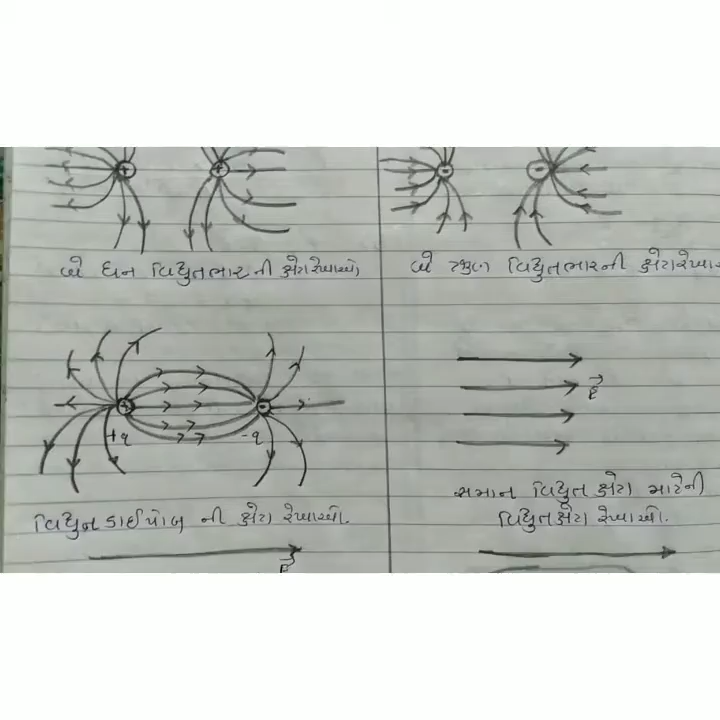 બે ધન વિદ્યુતભારની ક્ષેત્રરેખાઓ
બે ઋણ વિદ્યુતભારની ક્ષેત્રરેખા
+q
-q
E
સમાન વિદ્યુત ક્ષેત્ર માટેની
વિદ્યુતક્ષેત્ર રેખાઓ.
વિદ્યુત ડાઈપોલ ની ક્ષેત્ર રેખાઓ.
E